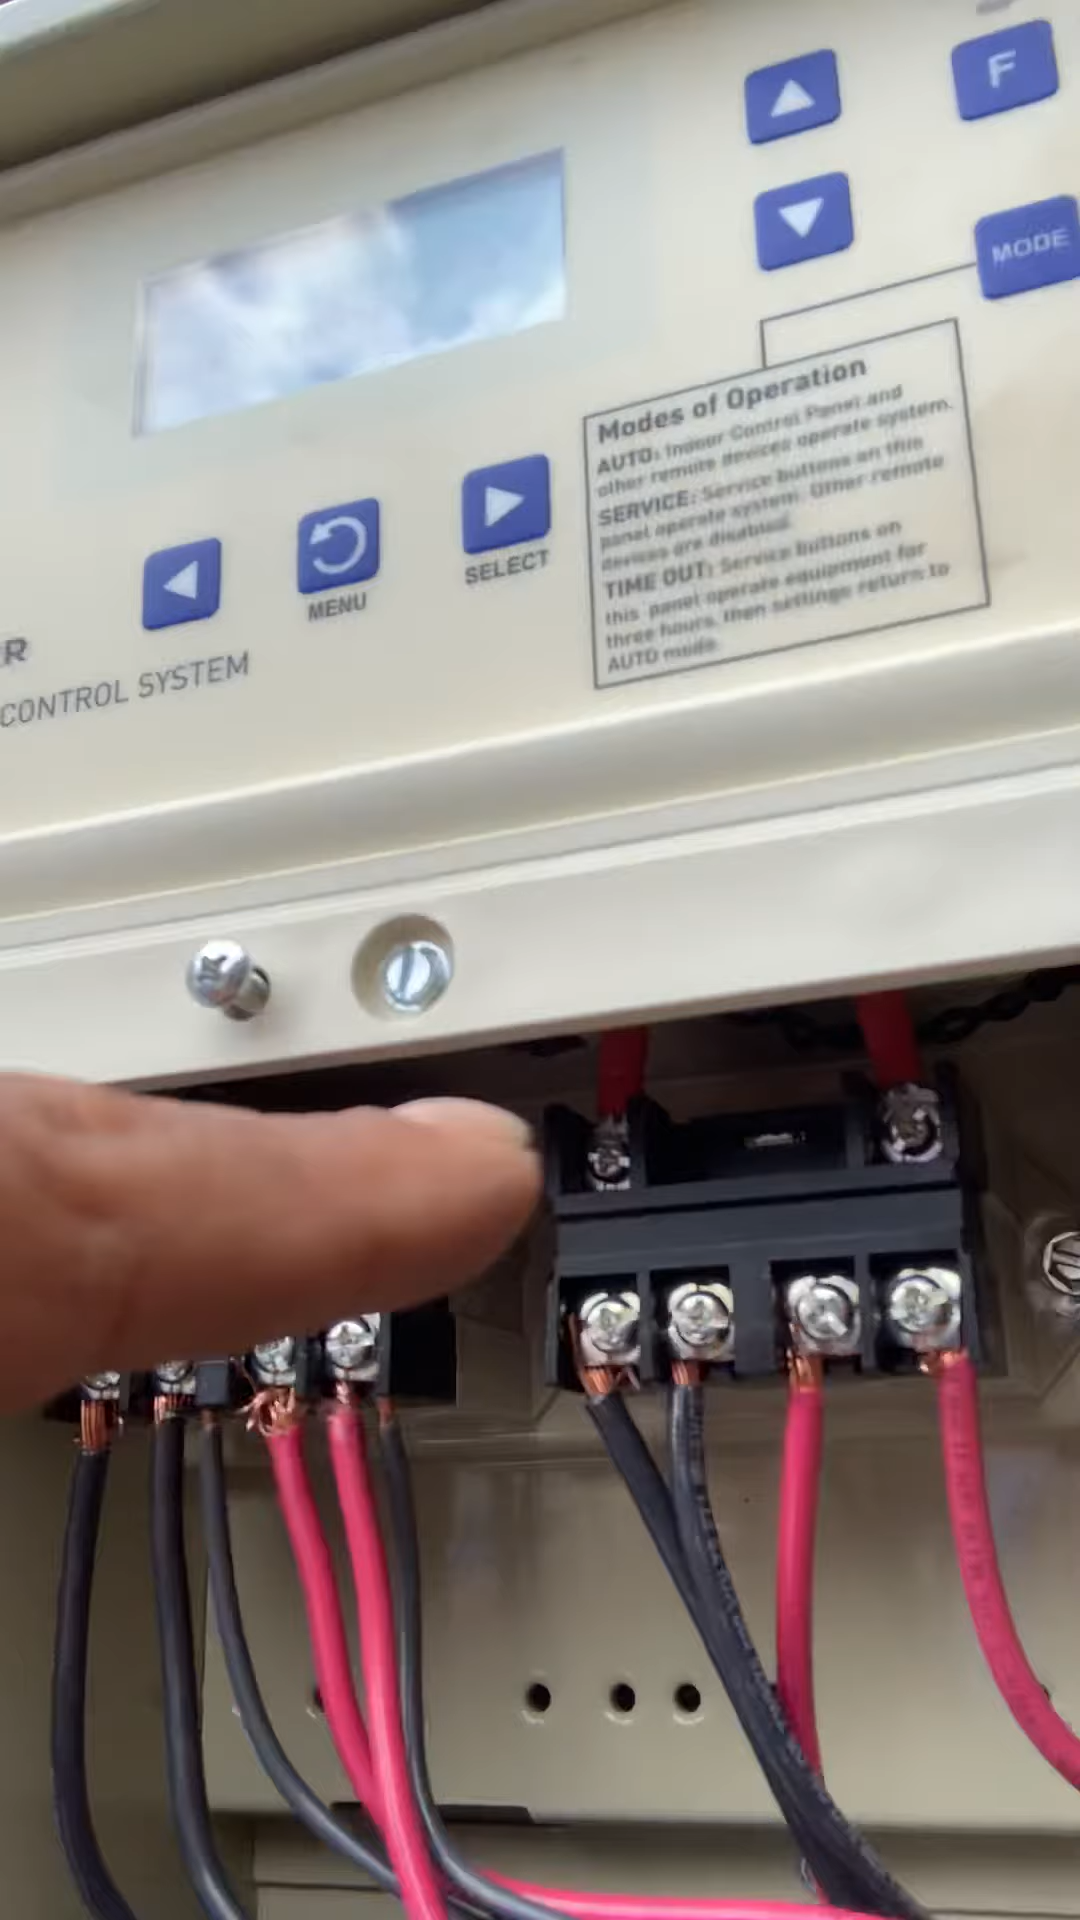 F
MODE
Modes of Operation
AUTO: Indoor Control Panel and
other remote devices operate system.
SERVICE: Service buttons on this
panel operate system. Other remote
devices are disabled.
TIME OUT: Service buttons on
this panel operate equipment for
three hours, then settings return to
AUTO mode.
SELECT
MENU
R
CONTROL SYSTEM